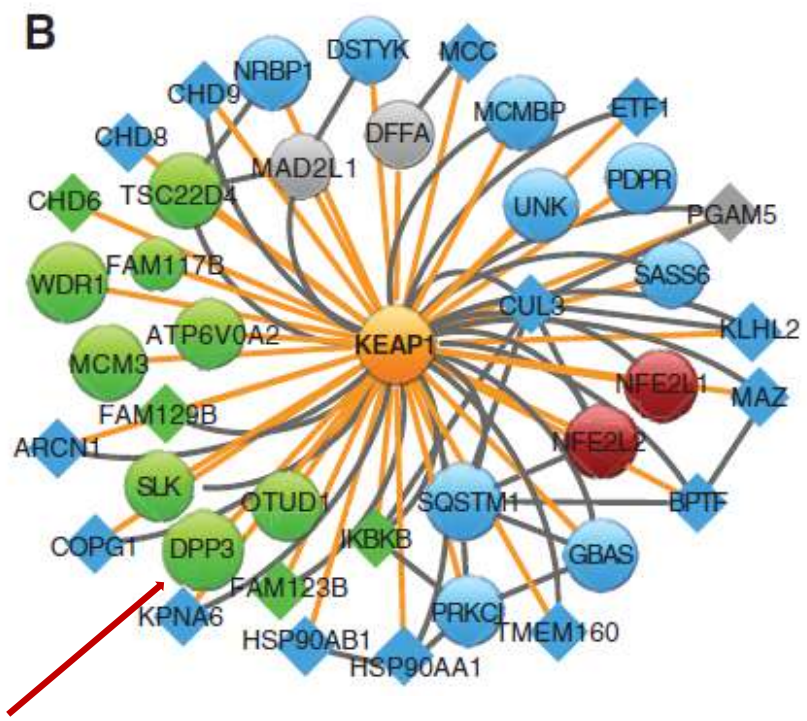 B
DSTYK
MCC
NRBP1
CHD9
MCMBP
ETF1
DFFA
CHD8
MAD2L1
PDPR
TSC22D4
CHD6
UNK
PGAM5
FAM117B
SASS6
WDR1
CUL3
KLHL2
ATP6V0A2
KEAP1
MCM3
NFE2L1
MAZ
FAM129B
ARCN1
NFE2L2
SLK
OTUD1
SQSTM1
BPTF
COPG1
DPP3
IKBKB
GBAS
FAM123B
KPNA6
PRKCI
TMEM160
HSP90AB1
HSP90AA1